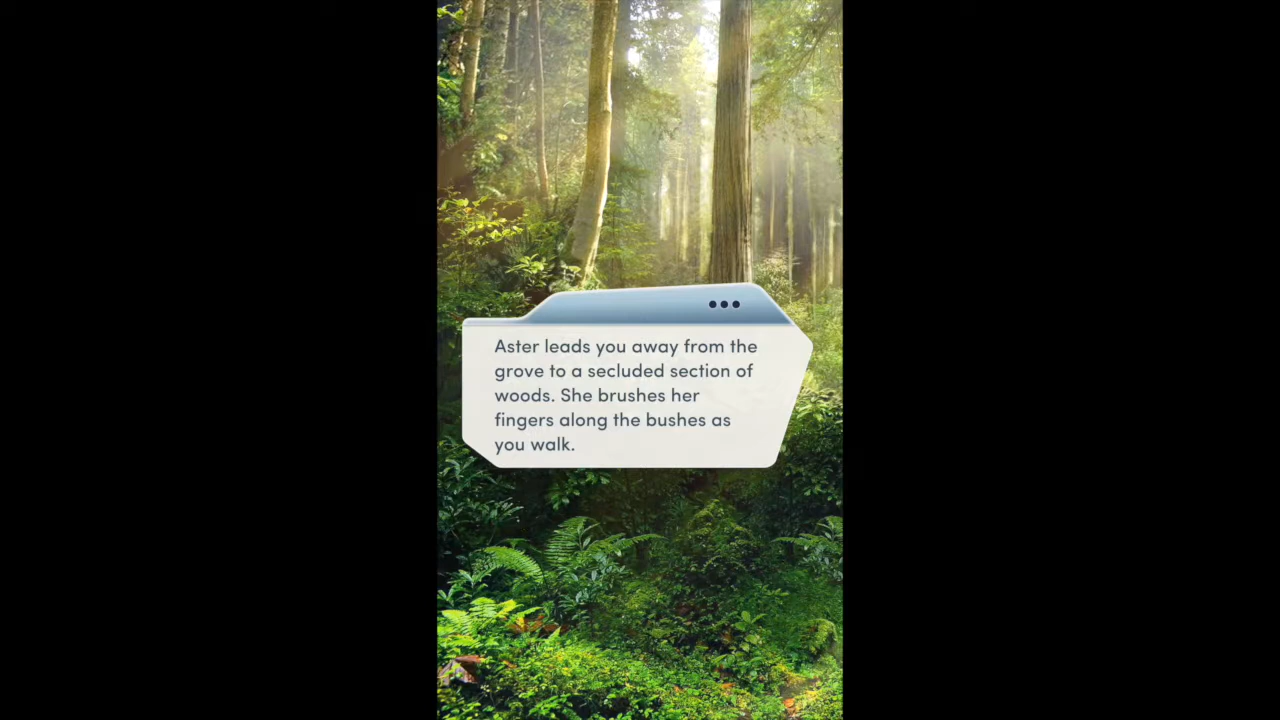 Aster leads you away from the
grove to a secluded section of
woods. She brushes her
fingers along the bushes as
you walk.